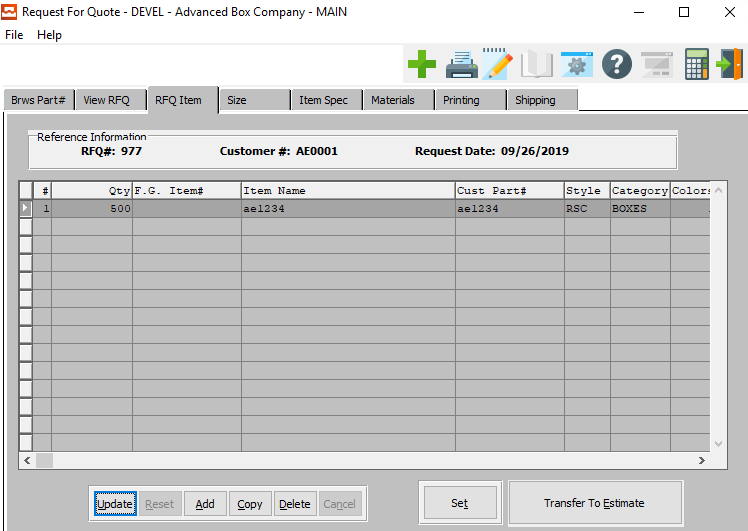 Request For Quote - DEVEL - Advanced Box Company - MAIN
File Help
Brws Part# View RFQ RFQ Item Size Item Spec Materials Printing Shipping
Reference Information
RFQ#: 977 Customer #: AE0001 Request Date: 09/26/2019
# Qty F.G. Item# Item Name Cust Part# Style Category Colors
1 500 ae1234 ae1234 RSC BOXES
Update Reset Add Copy Delete Cancel Set Transfer To Estimate